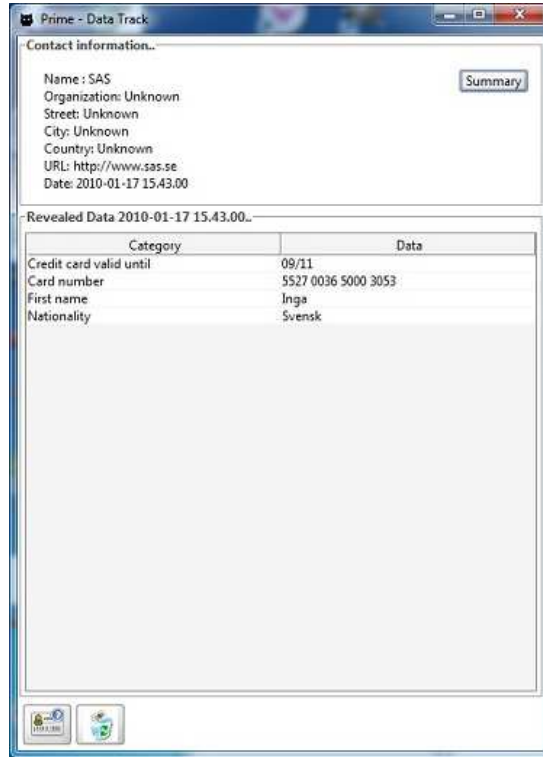 Prime - Data Track
Contact information..
Name : SAS
Summary
Organization: Unknown
Street: Unknown
City: Unknown
Country: Unknown
URL: http://www.sas.se
Date: 2010-01-17 15.43.00
Revealed Data 2010-01-17 15.43.00..
Category Data
Credit card valid until 09/11
Card number 5527 0036 5000 3053
First name Inga
Nationality Svensk